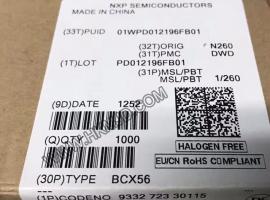 NXP SEMICONDUCTORS
MADE IN CHINA
(33T)PUID 01WPD012196FB01
(32T)ORIG N260
(31T)PMC DWD
(1T)LOT PD012196FB01
(31P)MSL/PBT
MSL/PBT 1/260
(9D)DATE 1252
(Q)QTY 1000
HALOGEN FREE
EU/CN RoHS COMPLIANT
(30P)TYPE BCX56
(1P)CODENO 9332 723 30115